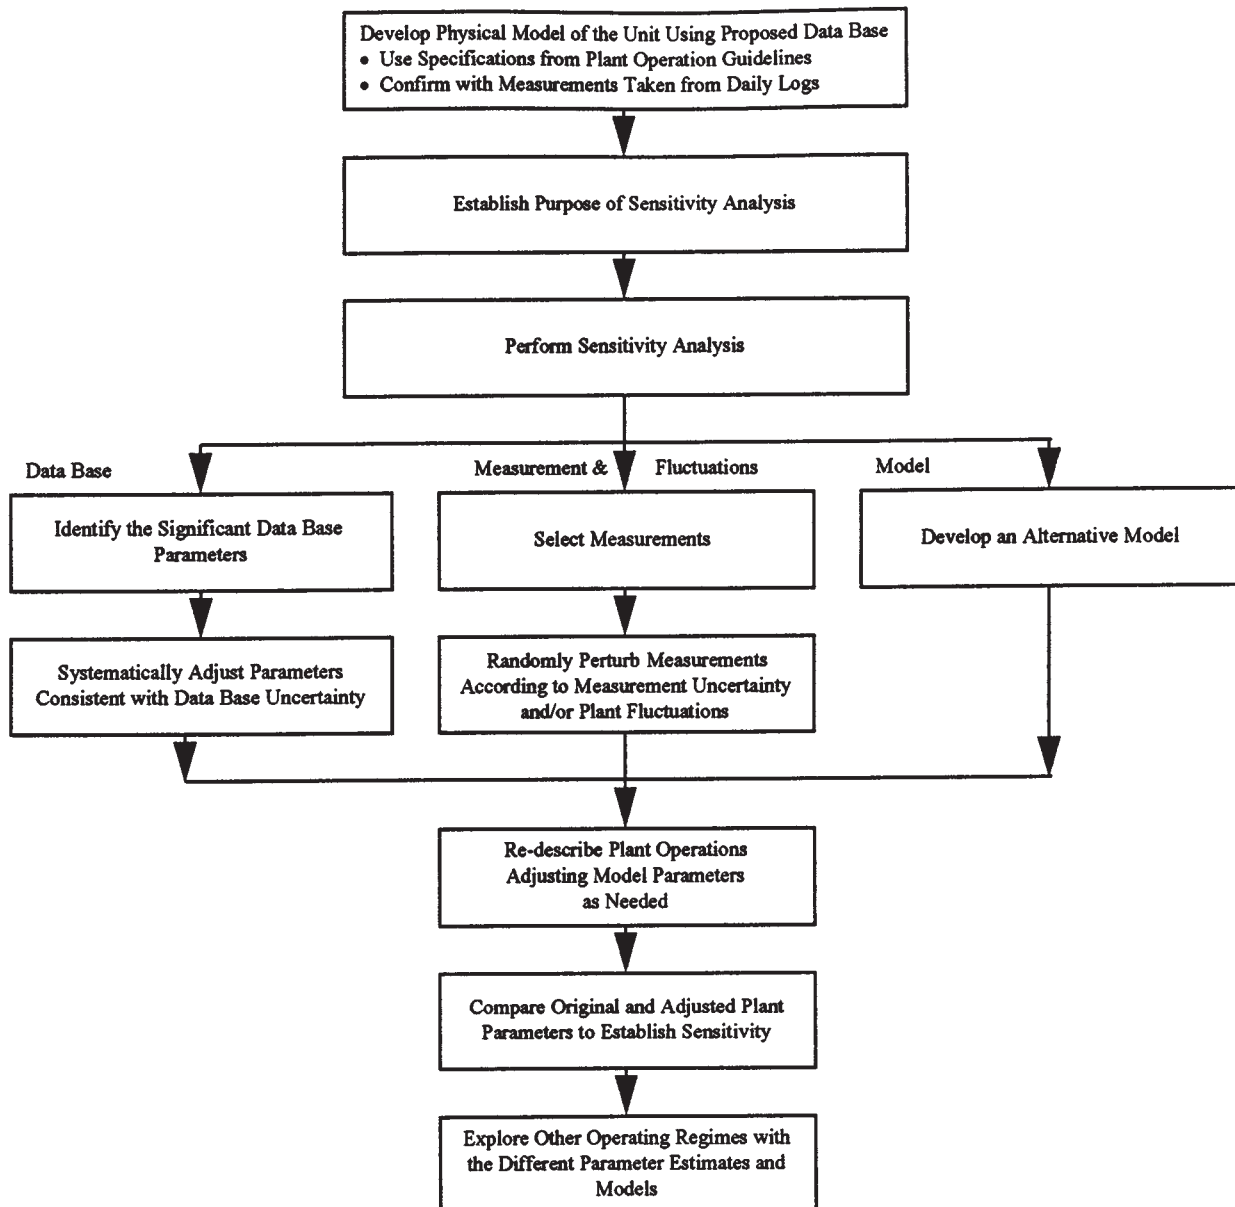 Develop Physical Model of the Unit Using Proposed Data Base
• Use Specifications from Plant Operation Guidelines
• Confirm with Measurements Taken from Daily Logs
Establish Purpose of Sensitivity Analysis
Perform Sensitivity Analysis
Data Base
Measurement & Fluctuations
Model
Identify the Significant Data Base
Parameters
Select Measurements
Develop an Alternative Model
Systematically Adjust Parameters
Consistent with Data Base Uncertainty
Randomly Perturb Measurements
According to Measurement Uncertainty
and/or Plant Fluctuations
Re-describe Plant Operations
Adjusting Model Parameters
as Needed
Compare Original and Adjusted Plant
Parameters to Establish Sensitivity
Explore Other Operating Regimes with
the Different Parameter Estimates and
Models